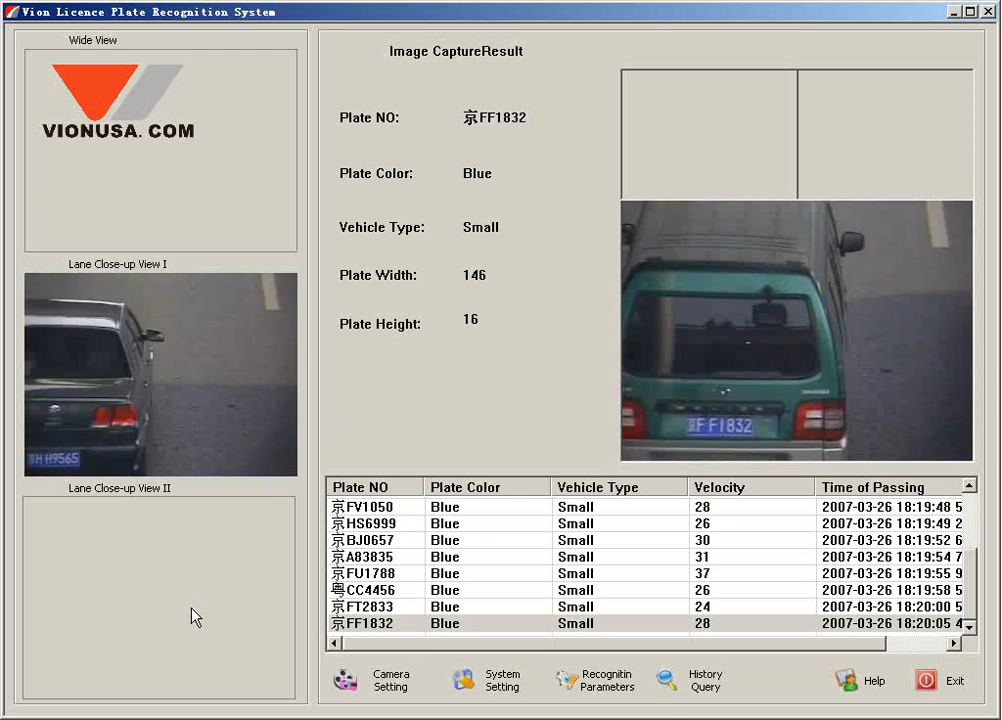 Vion Licence Plate Recognition System
Wide View
VIONUSA. COM
Lane Close-up View I
H9565
Lane Close-up View II
Image CaptureResult
Plate NO: 京FF1832
Plate Color: Blue
Vehicle Type: Small
Plate Width: 146
Plate Height: 16
京F F1832
Plate NO Plate Color Vehicle Type Velocity Time of Passing
京FV1050 Blue Small 28 2007-03-26 18:19:48 5
京HS6999 Blue Small 26 2007-03-26 18:19:49 2
京BJ0657 Blue Small 30 2007-03-26 18:19:52 6
京A83835 Blue Small 31 2007-03-26 18:19:54 7
京FU1788 Blue Small 37 2007-03-26 18:19:55 9
粤CC4456 Blue Small 26 2007-03-26 18:19:58 5
京FT2833 Blue Small 24 2007-03-26 18:20:00 5
京FF1832 Blue Small 28 2007-03-26 18:20:05 4
Camera Setting
System Setting
Recognitin Parameters
History Query
Help
Exit